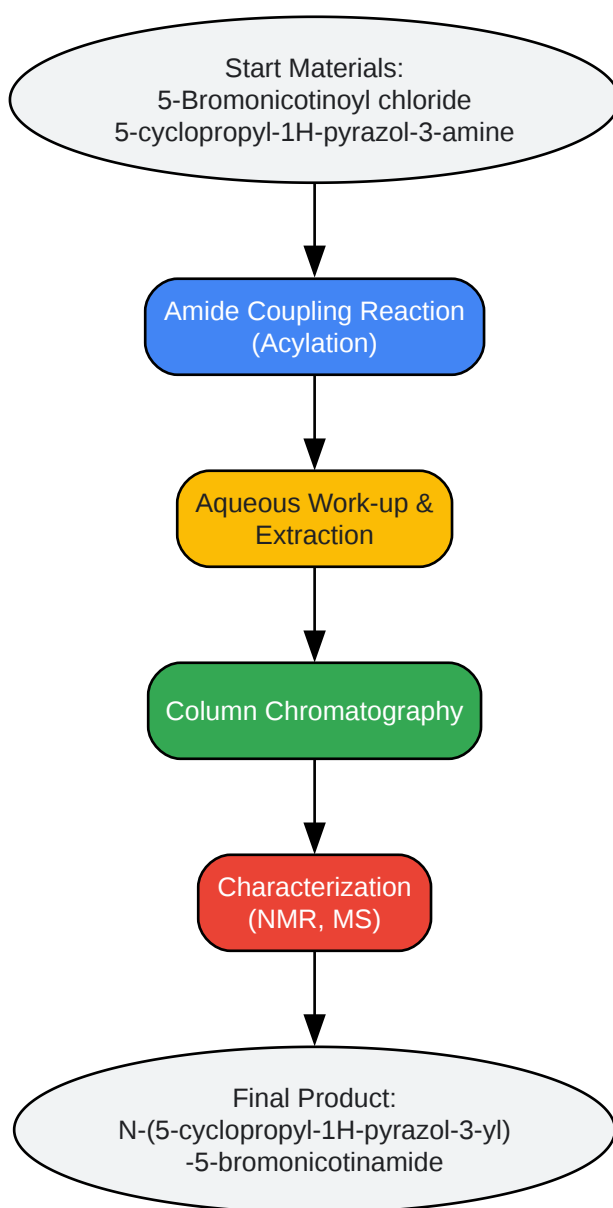 Start Materials:
5-Bromonicotinoyl chloride
5-cyclopropyl-1H-pyrazol-3-amine
Amide Coupling Reaction
(Acylation)
Aqueous Work-up &
Extraction
Column Chromatography
Characterization
(NMR, MS)
Final Product:
N-(5-cyclopropyl-1H-pyrazol-3-yl)
-5-bromonicotinamide